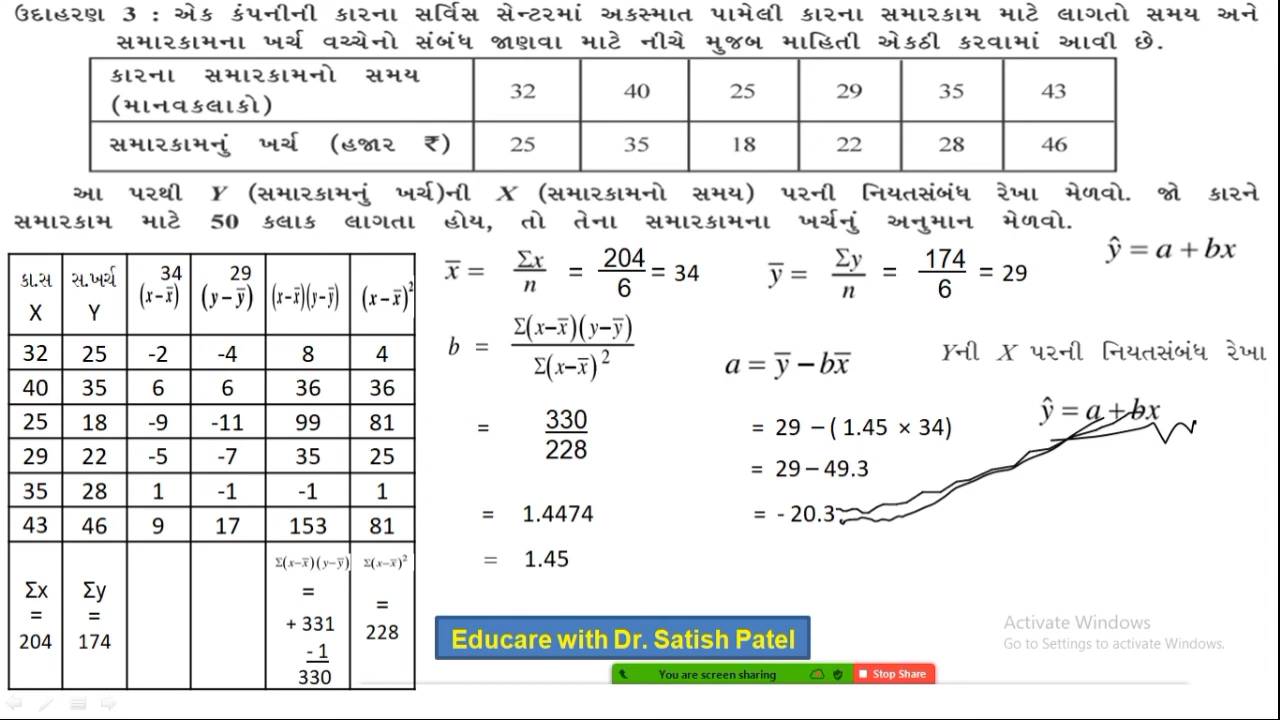 ઉદાહરણ 3 : એક કંપનીની કારના સર્વિસ સેન્ટરમાં અકસ્માત પામેલી કારના સમારકામ માટે લાગતો સમય અને
સમારકામના ખર્ચ વચ્ચેનો સંબંધ જાણવા માટે નીચે મુજબ માહિતી એકઠી કરવામાં આવી છે.
કારના સમારકામનો સમય
(માનવકલાકો) 32 40 25 29 35 43
સમારકામનું ખર્ચ (હજાર ₹) 25 35 18 22 28 46
આ પરથી Y (સમારકામનું ખર્ચ)ની X (સમારકામનો સમય) પરની નિયતસંબંધ રેખા મેળવો. જો કારને
સમારકામ માટે 50 કલાક લાગતા હોય, તો તેના સમારકામના ખર્ચનું અનુમાન મેળવો.
કા.સ સ.ખર્ચ 34 29
X Y (x–x̅) (y–y̅) (x–x̅)(y–y̅) (x–x̅)²
32 25 -2 -4 8 4
40 35 6 6 36 36
25 18 -9 -11 99 81
29 22 -5 -7 35 25
35 28 1 -1 -1 1
43 46 9 17 153 81
Σ(x–x̅)(y–y̅) Σ(x–x̅)²
Σx Σy = =
= = + 331 228
204 174 - 1
330
x̅ = Σx/n = 204/6 = 34
y̅ = Σy/n = 174/6 = 29
ŷ = a + bx
b = Σ(x–x̅)(y–y̅)/Σ(x–x̅)²
= 330/228
= 1.4474
= 1.45
a = y̅ – bx̅
= 29 – ( 1.45 × 34)
= 29 – 49.3
= - 20.3
Yની X પરની નિયતસંબંધ રેખા
ŷ = a + bx
Educare with Dr. Satish Patel
Activate Windows
Go to Settings to activate Windows.
You are screen sharing Stop Share